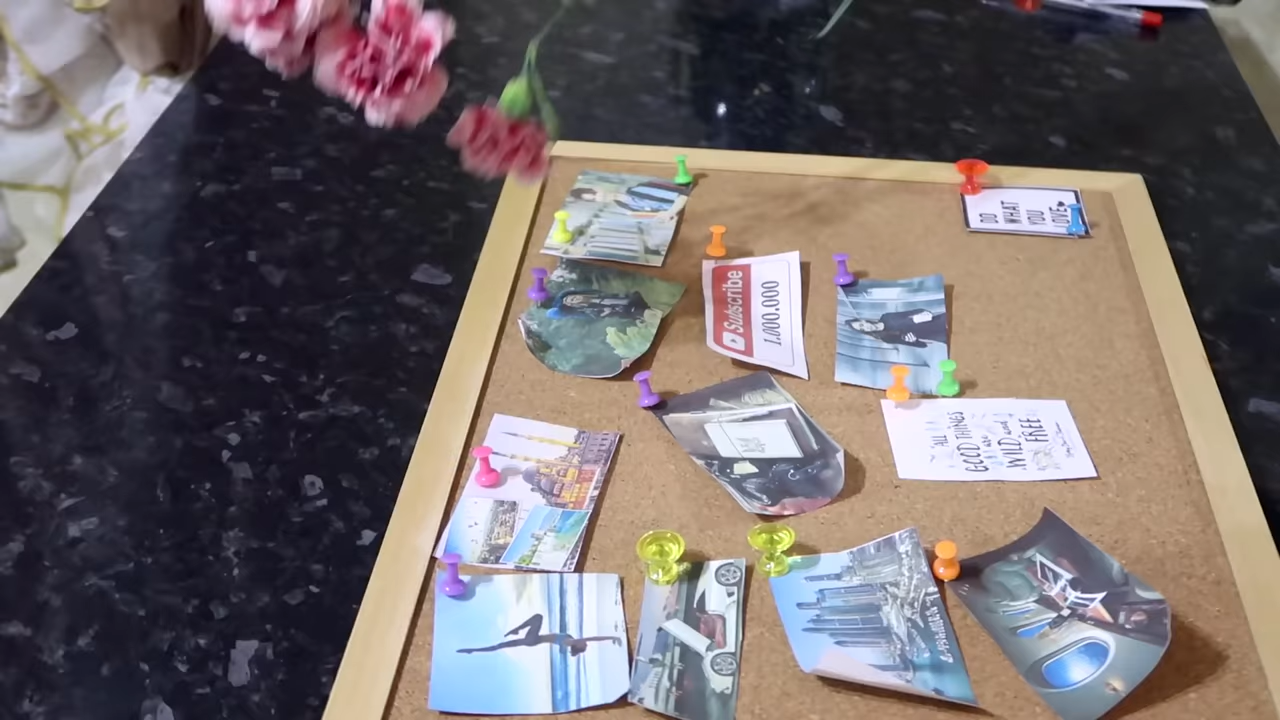 DO
WHAT
YOU
LOVE
Subscribe
1.000.000
ALL
GOOD THINGS
are
WILD and
FREE